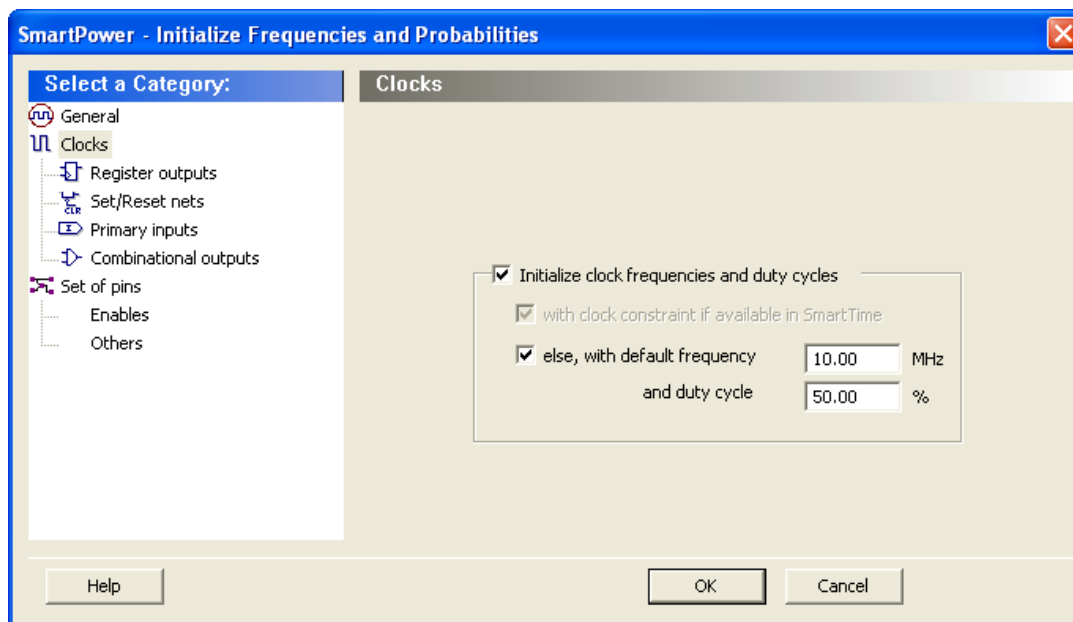 SmartPower - Initialize Frequencies and Probabilities
Select a Category:
Clocks
General
Clocks
Register outputs
CLR
Set/Reset nets
Primary inputs
Combinational outputs
Set of pins
Enables
Others
Initialize clock frequencies and duty cycles
with clock constraint if available in SmartTime
else, with default frequency 10.00 MHz
and duty cycle 50.00 %
Help
OK
Cancel